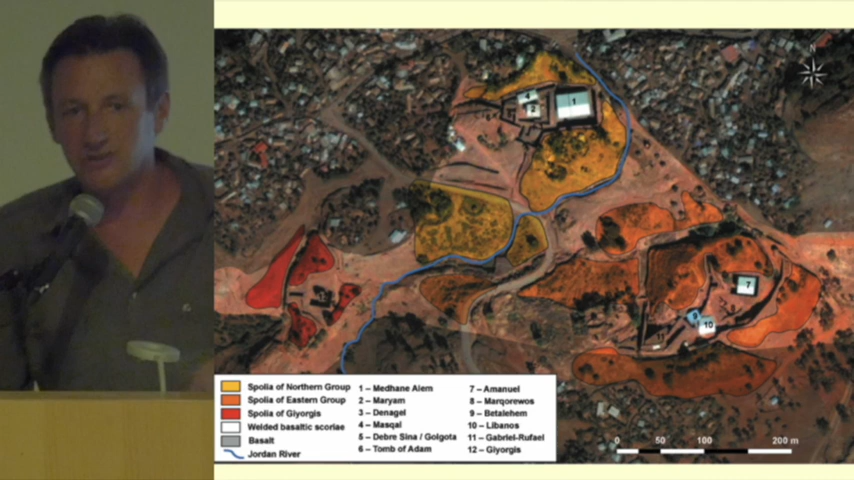 N
4
2
1
7
9
10
11
12
Spolia of Northern Group
Spolia of Eastern Group
Spolia of Giyorgis
Welded basaltic scoriae
Basalt
Jordan River
1 – Medhane Alem
2 – Maryam
3 – Denagel
4 – Masqal
5 – Debre Sina / Golgota
6 – Tomb of Adam
7 – Amanuel
8 – Marqorewos
9 – Betalehem
10 – Libanos
11 – Gabriel-Rufael
12 – Giyorgis
0 50 100 200 m